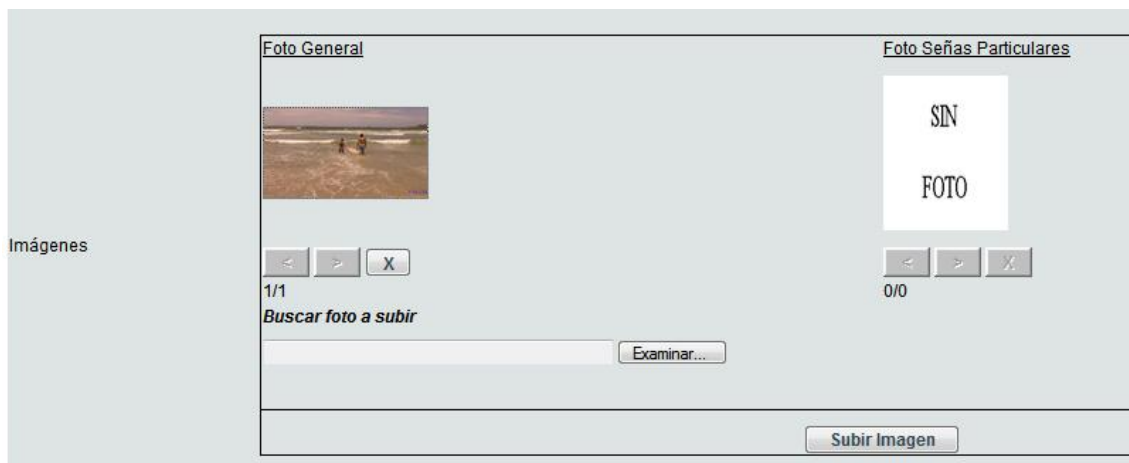 Foto General
Foto Señas Particulares
SIN
FOTO
Imágenes
< > X
< > X
1/1
0/0
Buscar foto a subir
Examinar...
Subir Imagen